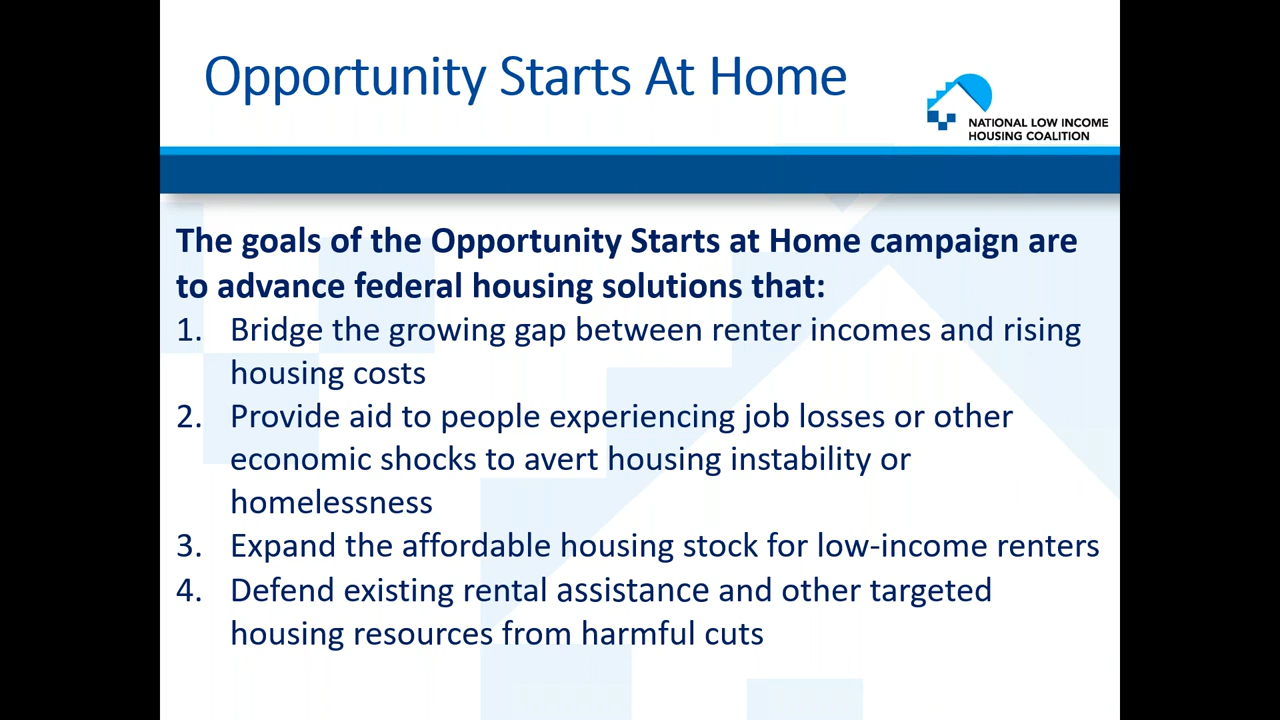 Opportunity Starts At Home
NATIONAL LOW INCOME
HOUSING COALITION
The goals of the Opportunity Starts at Home campaign are
to advance federal housing solutions that:
1. Bridge the growing gap between renter incomes and rising
housing costs
2. Provide aid to people experiencing job losses or other
economic shocks to avert housing instability or
homelessness
3. Expand the affordable housing stock for low-income renters
4. Defend existing rental assistance and other targeted
housing resources from harmful cuts